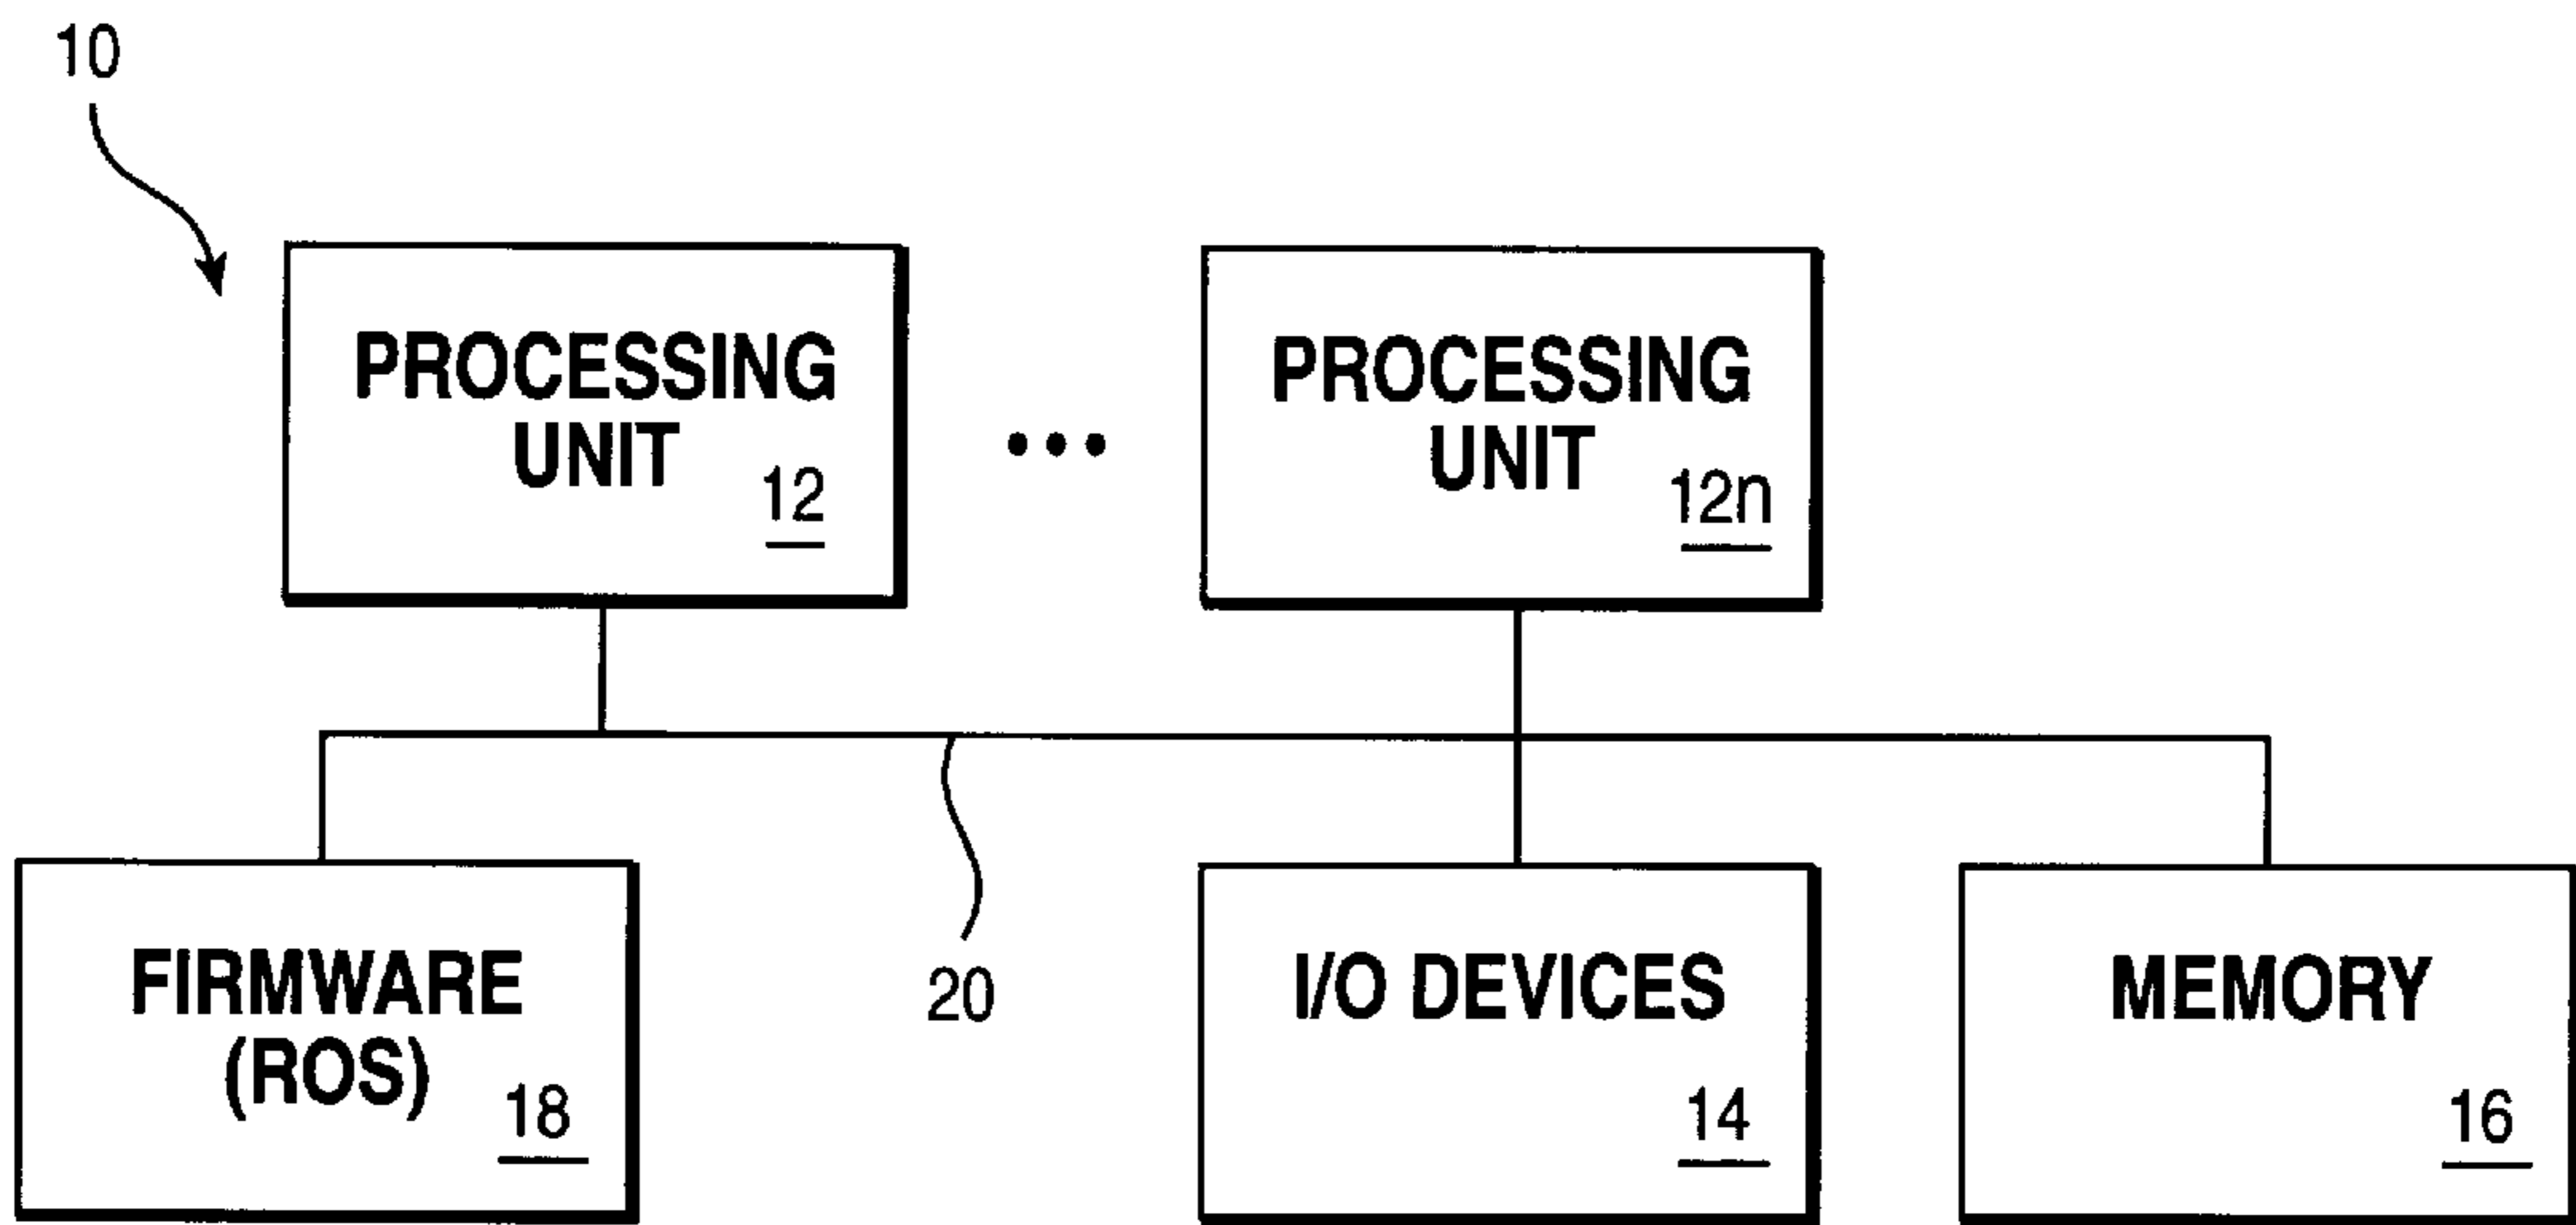 10
PROCESSING
UNIT
12
PROCESSING
UNIT
12n
20
FIRMWARE
(ROS)
18
I/O DEVICES
14
MEMORY
16